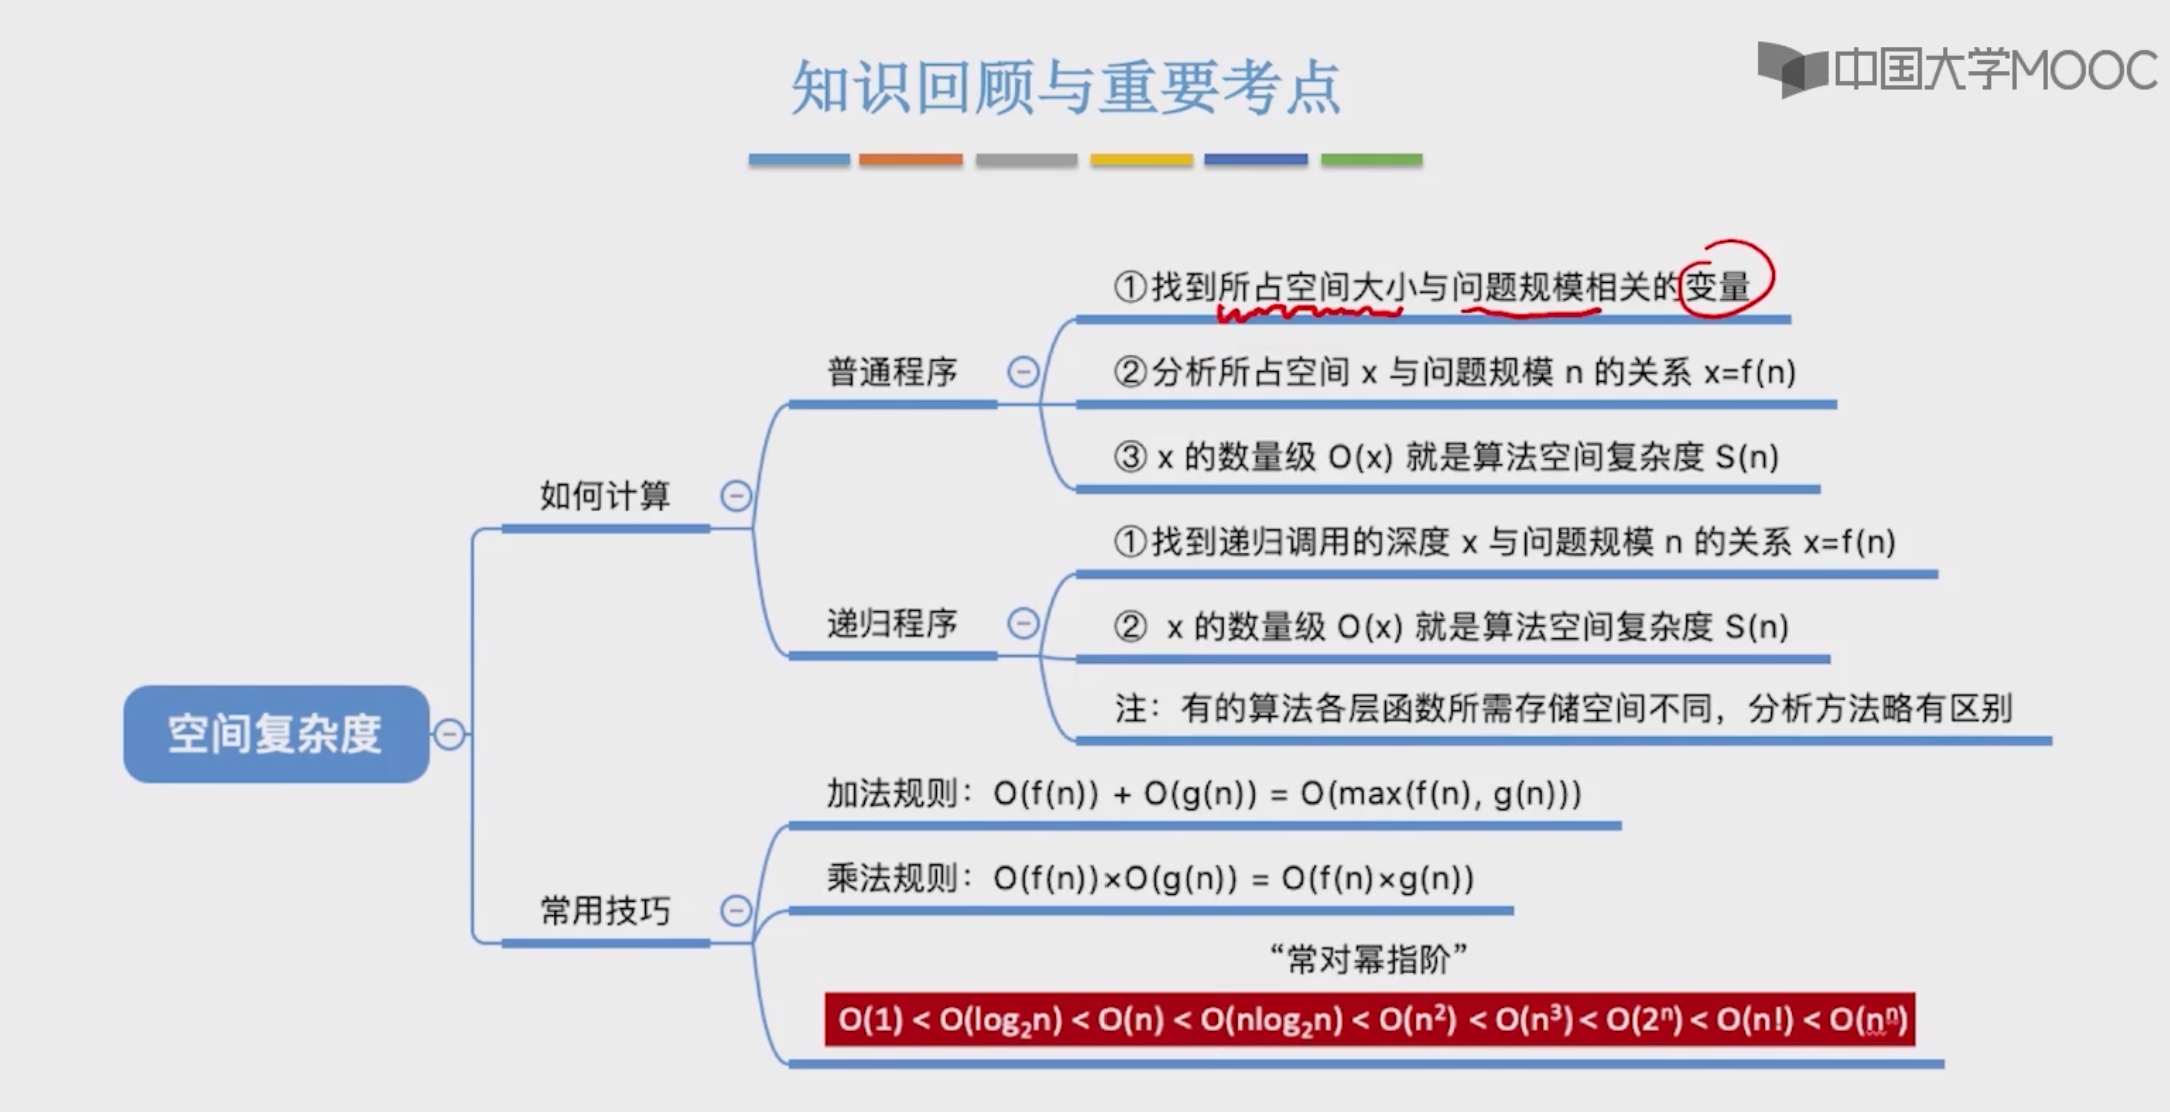 中国大学MOOC
知识回顾与重要考点
空间复杂度
如何计算
普通程序
①找到所占空间大小与问题规模相关的变量
②分析所占空间 x 与问题规模 n 的关系 x=f(n)
③ x 的数量级 O(x) 就是算法空间复杂度 S(n)
递归程序
①找到递归调用的深度 x 与问题规模 n 的关系 x=f(n)
② x 的数量级 O(x) 就是算法空间复杂度 S(n)
注：有的算法各层函数所需存储空间不同，分析方法略有区别
常用技巧
加法规则：O(f(n)) + O(g(n)) = O(max(f(n), g(n)))
乘法规则：O(f(n))×O(g(n)) = O(f(n)×g(n))
“常对幂指阶”
O(1) < O(log₂n) < O(n) < O(nlog₂n) < O(n²) < O(n³) < O(2ⁿ) < O(n!) < O(nⁿ)